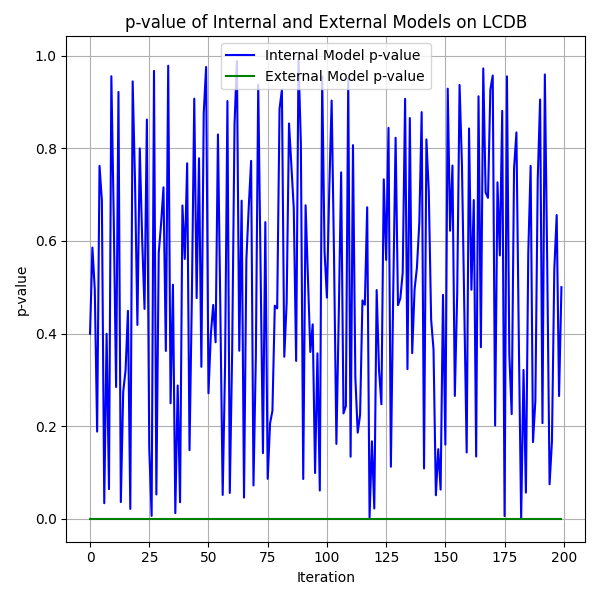 p-value of Internal and External Models on LCDB
Internal Model p-value
External Model p-value
p-value
1.0
0.8
0.6
0.4
0.2
0.0
0 25 50 75 100 125 150 175 200
Iteration